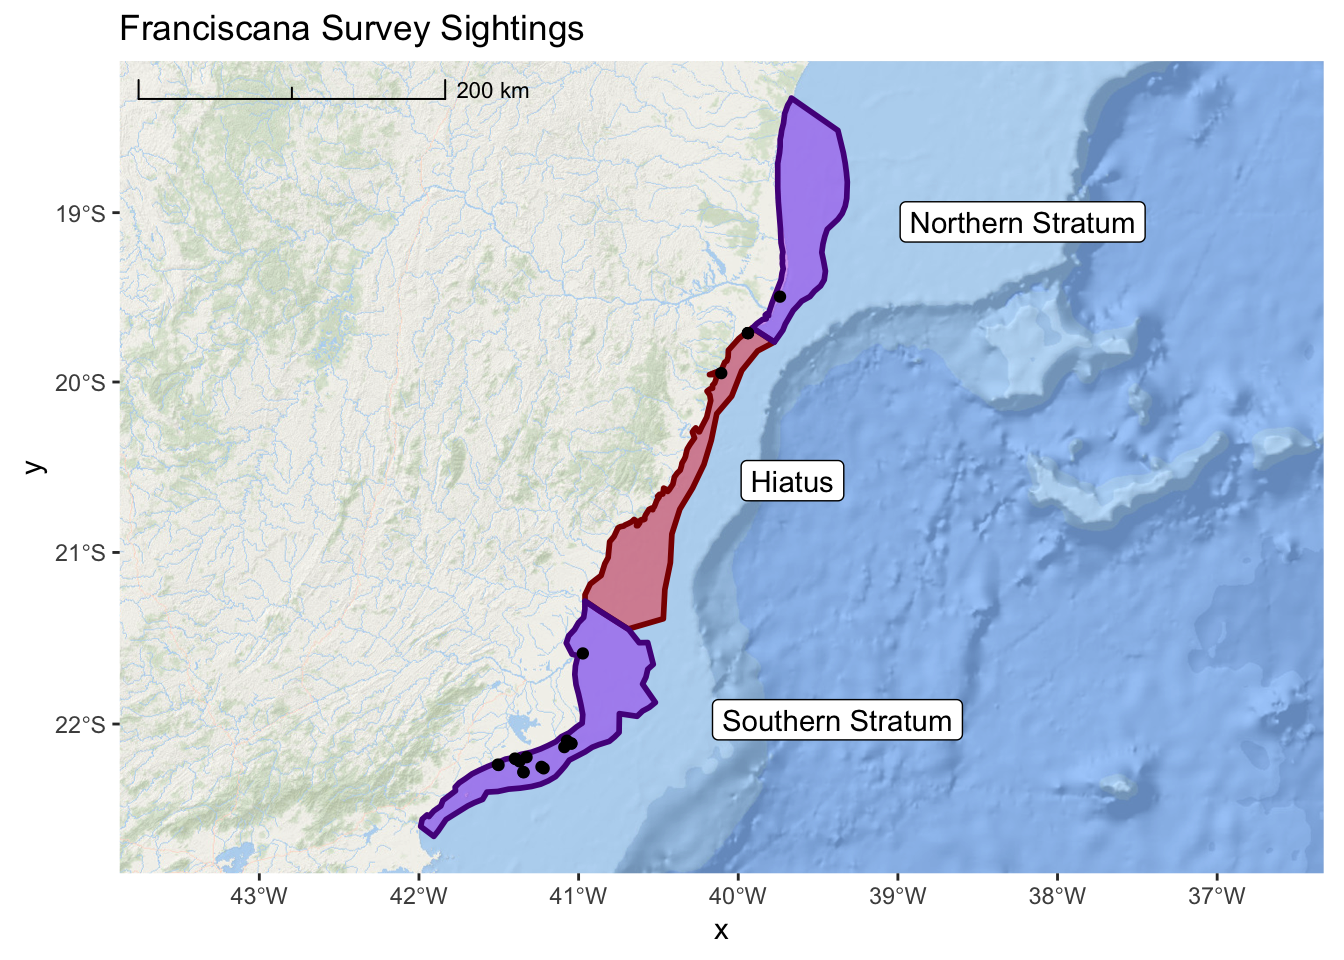 Franciscana Survey Sightings
200 km
19°S
Northern Stratum
20°S
Hiatus
y
21°S
22°S
Southern Stratum
43°W 42°W 41°W 40°W 39°W 38°W 37°W
x